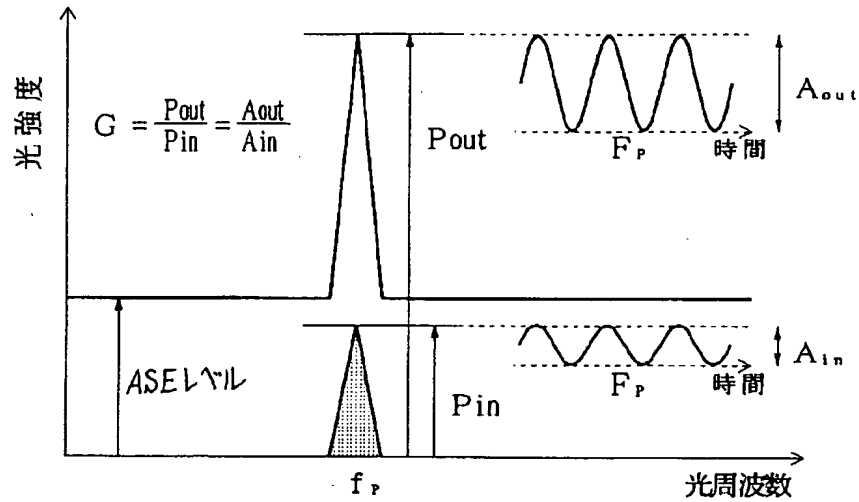 光強度
G = Pout/Pin = Aout/Ain
Pout
Aout
FP
時間
ASEレベル
Pin
Ain
FP
時間
fP
光周波数